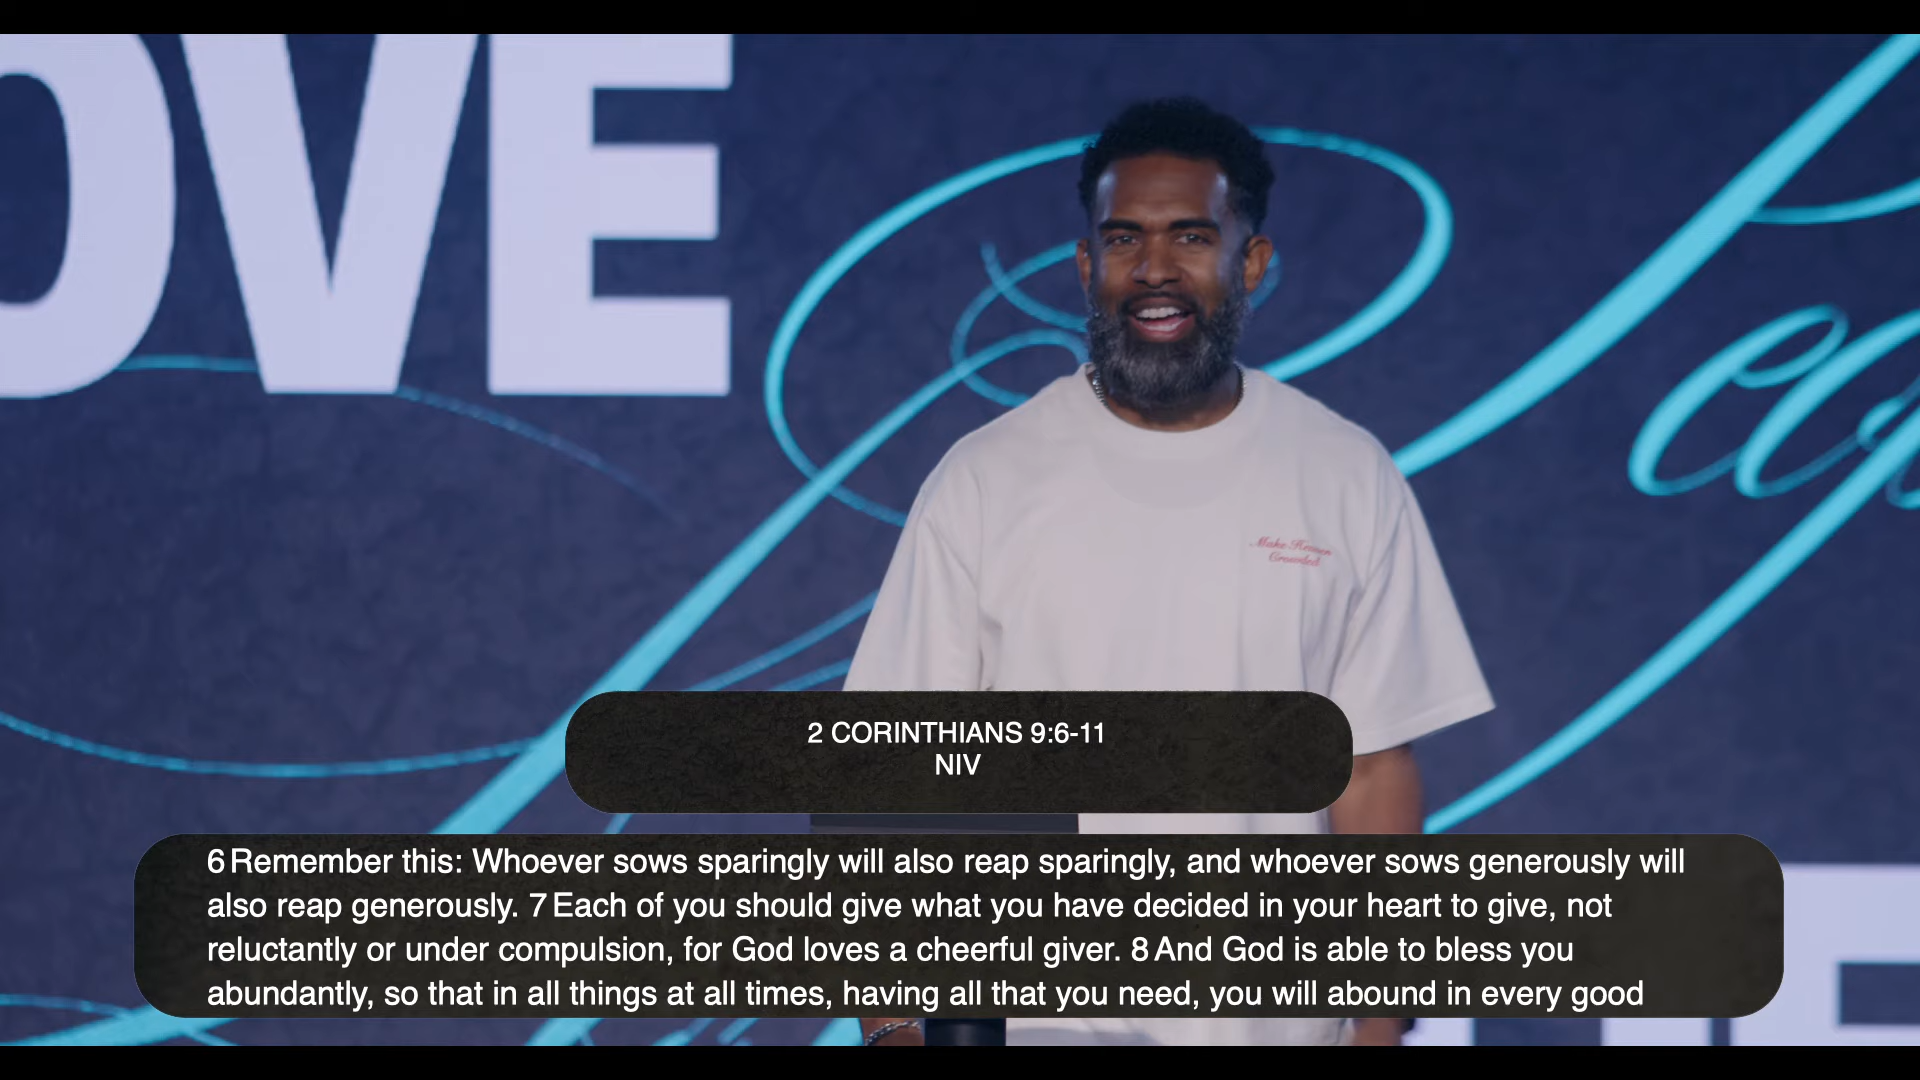 OVE
Peop
Make Heaven
Crowded
2 CORINTHIANS 9:6-11
NIV
6 Remember this: Whoever sows sparingly will also reap sparingly, and whoever sows generously will
also reap generously. 7 Each of you should give what you have decided in your heart to give, not
reluctantly or under compulsion, for God loves a cheerful giver. 8 And God is able to bless you
abundantly, so that in all things at all times, having all that you need, you will abound in every good